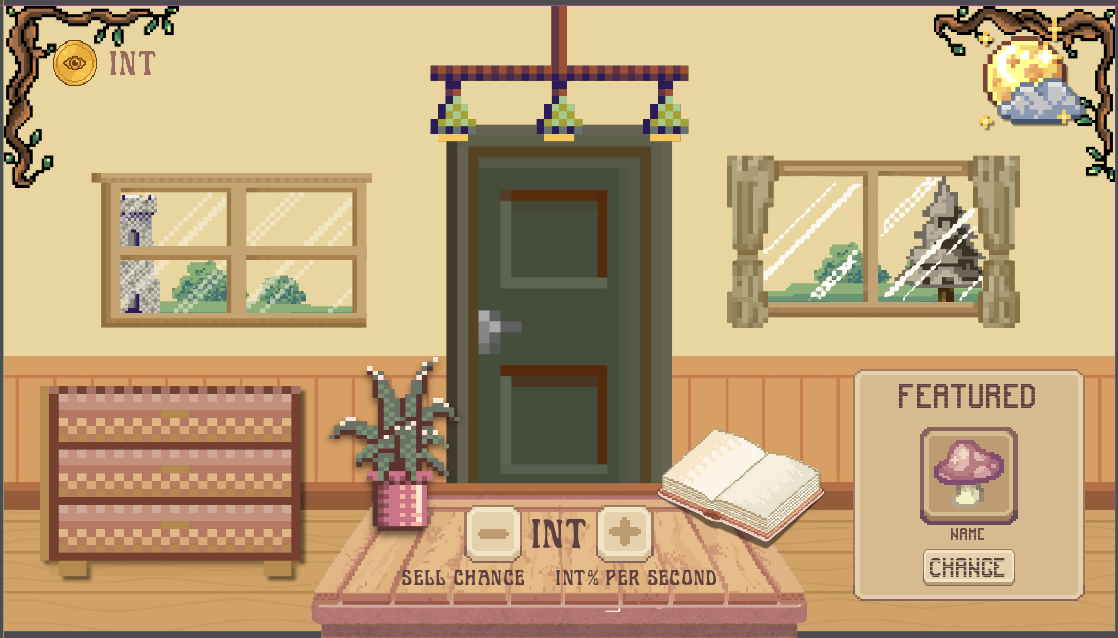 INT
FEATURED
NAME
CHANGE
INT
SELL CHANCE INT% PER SECOND